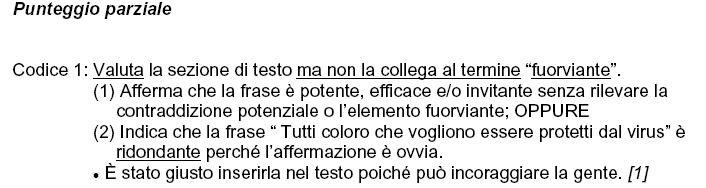 Punteggio parziale
Codice 1: Valuta la sezione di testo ma non la collega al termine “fuorviante”.
(1) Afferma che la frase è potente, efficace e/o invitante senza rilevare la
contraddizione potenziale o l’elemento fuorviante; OPPURE
(2) Indica che la frase “ Tutti coloro che vogliono essere protetti dal virus” è
ridondante perché l’affermazione è ovvia.
• È stato giusto inserirla nel testo poiché può incoraggiare la gente. [1]